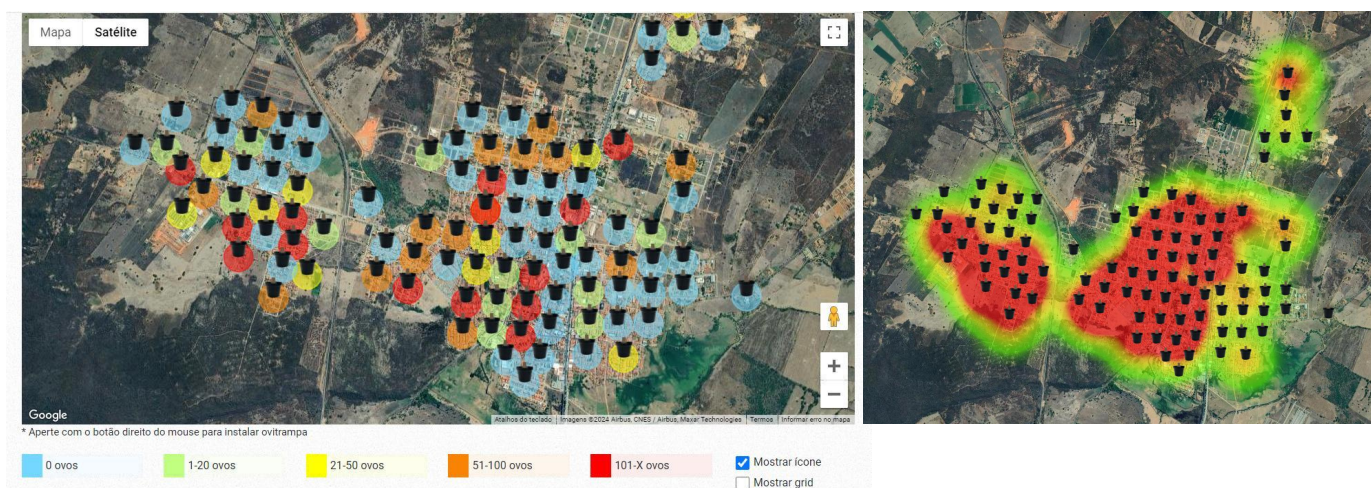 Mapa Satélite
Google
Atalhos do teclado Imagens ©2024 Airbus, CNES / Airbus, Maxar Technologies Termos Informar erro no mapa
* Aperte com o botão direito do mouse para instalar ovitrampa
0 ovos 1-20 ovos 21-50 ovos 51-100 ovos 101-X ovos Mostrar ícone
Mostrar grid